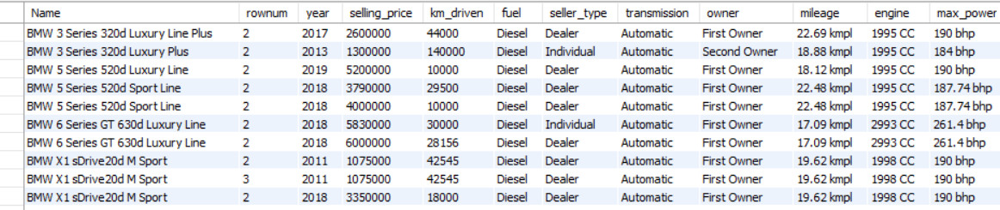 Name rownum year selling_price km_driven fuel seller_type transmission owner mileage engine max_power
BMW 3 Series 320d Luxury Line Plus 2 2017 2600000 44000 Diesel Dealer Automatic First Owner 22.69 kmpl 1995 CC 190 bhp
BMW 3 Series 320d Luxury Plus 2 2013 1300000 140000 Diesel Individual Automatic Second Owner 18.88 kmpl 1995 CC 184 bhp
BMW 5 Series 520d Luxury Line 2 2019 5200000 10000 Diesel Dealer Automatic First Owner 18.12 kmpl 1995 CC 190 bhp
BMW 5 Series 520d Sport Line 2 2018 3790000 29500 Diesel Dealer Automatic First Owner 22.48 kmpl 1995 CC 187.74 bhp
BMW 5 Series 520d Sport Line 2 2018 4000000 10000 Diesel Dealer Automatic First Owner 22.48 kmpl 1995 CC 187.74 bhp
BMW 6 Series GT 630d Luxury Line 2 2018 5830000 30000 Diesel Individual Automatic First Owner 17.09 kmpl 2993 CC 261.4 bhp
BMW 6 Series GT 630d Luxury Line 2 2018 6000000 28156 Diesel Dealer Automatic First Owner 17.09 kmpl 2993 CC 261.4 bhp
BMW X1 sDrive20d M Sport 2 2011 1075000 42545 Diesel Dealer Automatic First Owner 19.62 kmpl 1998 CC 190 bhp
BMW X1 sDrive20d M Sport 3 2011 1075000 42545 Diesel Dealer Automatic First Owner 19.62 kmpl 1998 CC 190 bhp
BMW X1 sDrive20d M Sport 2 2018 3350000 18000 Diesel Dealer Automatic First Owner 19.62 kmpl 1998 CC 190 bhp